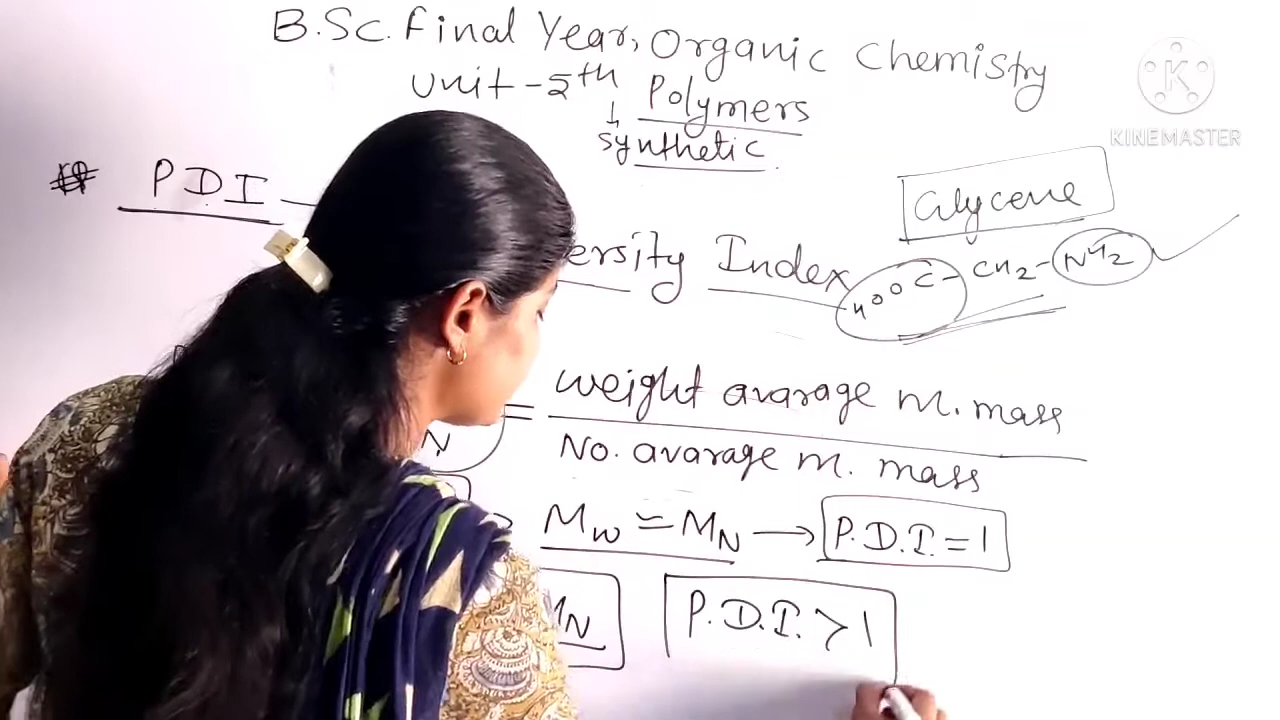 B.Sc. Final Year, Organic Chemistry
Unit - 5th Polymers
↓
Synthetic
KINEMASTER
P.D.I —
Glycene
ersity Index
HOOC - CH2 - NH2
= weight avarage m. mass
N
No. avarage m. mass
Mw ≃ MN → P.D.I. = 1
MN
P.D.I. > 1